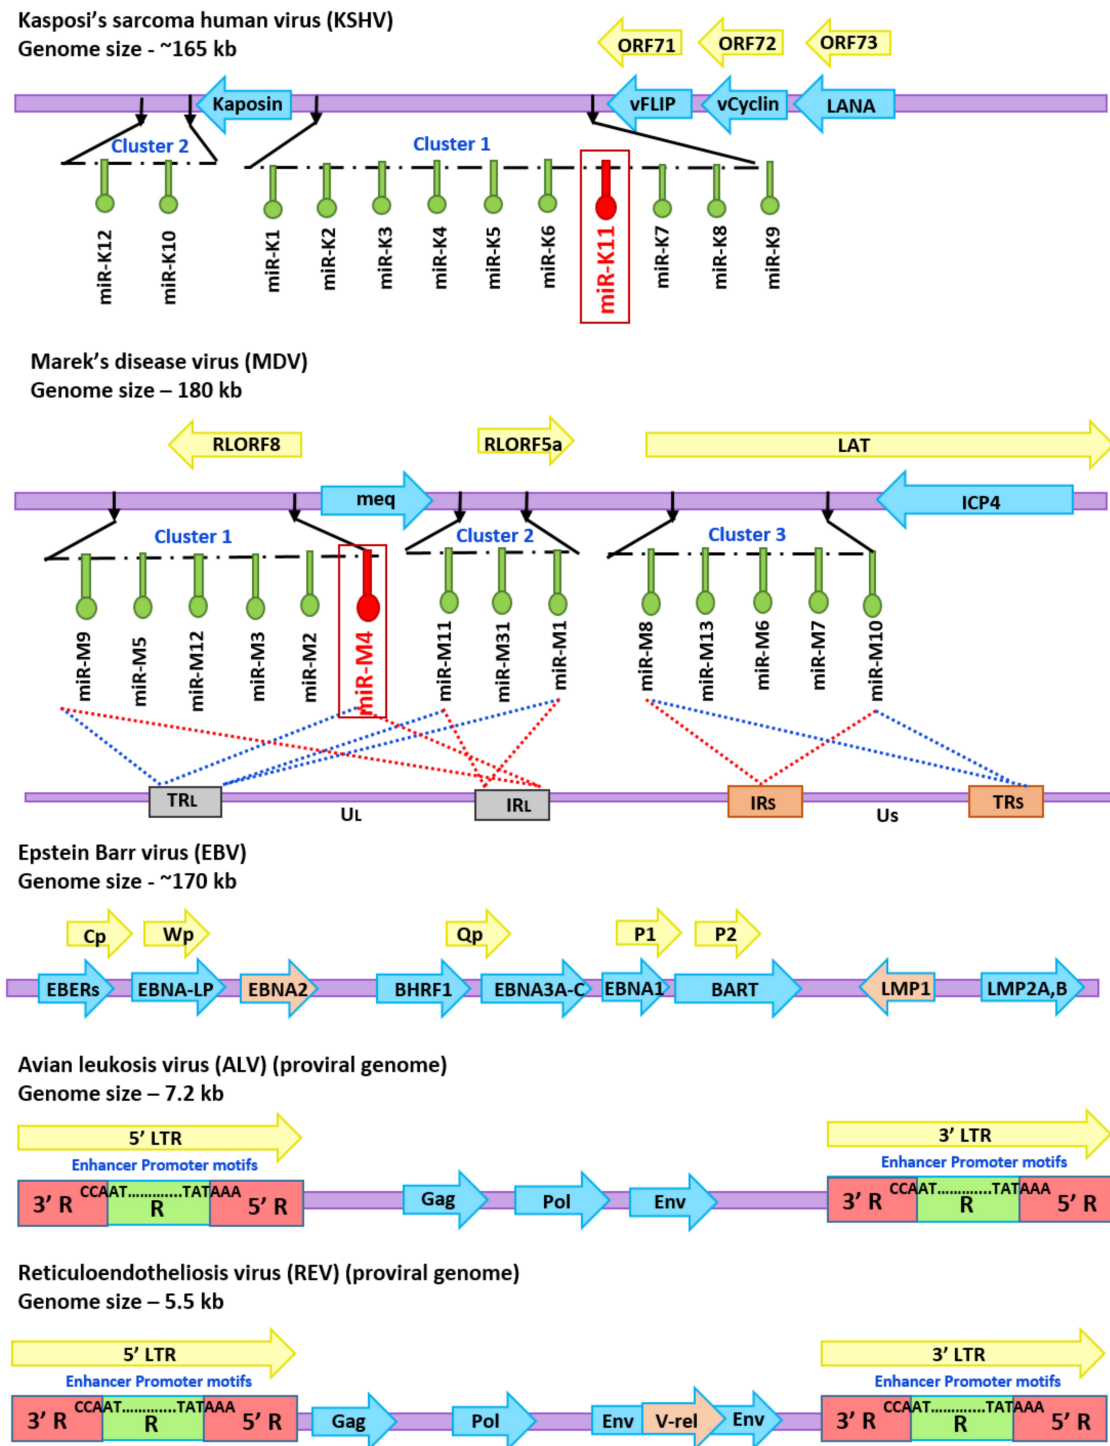 Kasposi's sarcoma human virus (KSHV)
Genome size - ~165 kb
ORF71 ORF72 ORF73
Kaposin vFLIP vCyclin LANA
Cluster 2 Cluster 1
miR-K12 miR-K10 miR-K1 miR-K2 miR-K3 miR-K4 miR-K5 miR-K6 miR-K11 miR-K7 miR-K8 miR-K9
Marek's disease virus (MDV)
Genome size – 180 kb
RLORF8 RLORF5a LAT
meq ICP4
Cluster 1 Cluster 2 Cluster 3
miR-M9 miR-M5 miR-M12 miR-M3 miR-M2 miR-M4 miR-M11 miR-M31 miR-M1 miR-M8 miR-M13 miR-M6 miR-M7 miR-M10
TRL IRL IRS TRS
UL US
Epstein Barr virus (EBV)
Genome size - ~170 kb
Cp Wp Qp P1 P2
EBERs EBNA-LP EBNA2 BHRF1 EBNA3A-C EBNA1 BART LMP1 LMP2A,B
Avian leukosis virus (ALV) (proviral genome)
Genome size – 7.2 kb
5' LTR 3' LTR
Enhancer Promoter motifs Enhancer Promoter motifs
CCAAT............TATAAA CCAAT............TATAAA
3' R R 5' R Gag Pol Env 3' R R 5' R
Reticuloendotheliosis virus (REV) (proviral genome)
Genome size – 5.5 kb
5' LTR 3' LTR
Enhancer Promoter motifs Enhancer Promoter motifs
CCAAT............TATAAA CCAAT............TATAAA
3' R R 5' R Gag Pol Env V-rel Env 3' R R 5' R